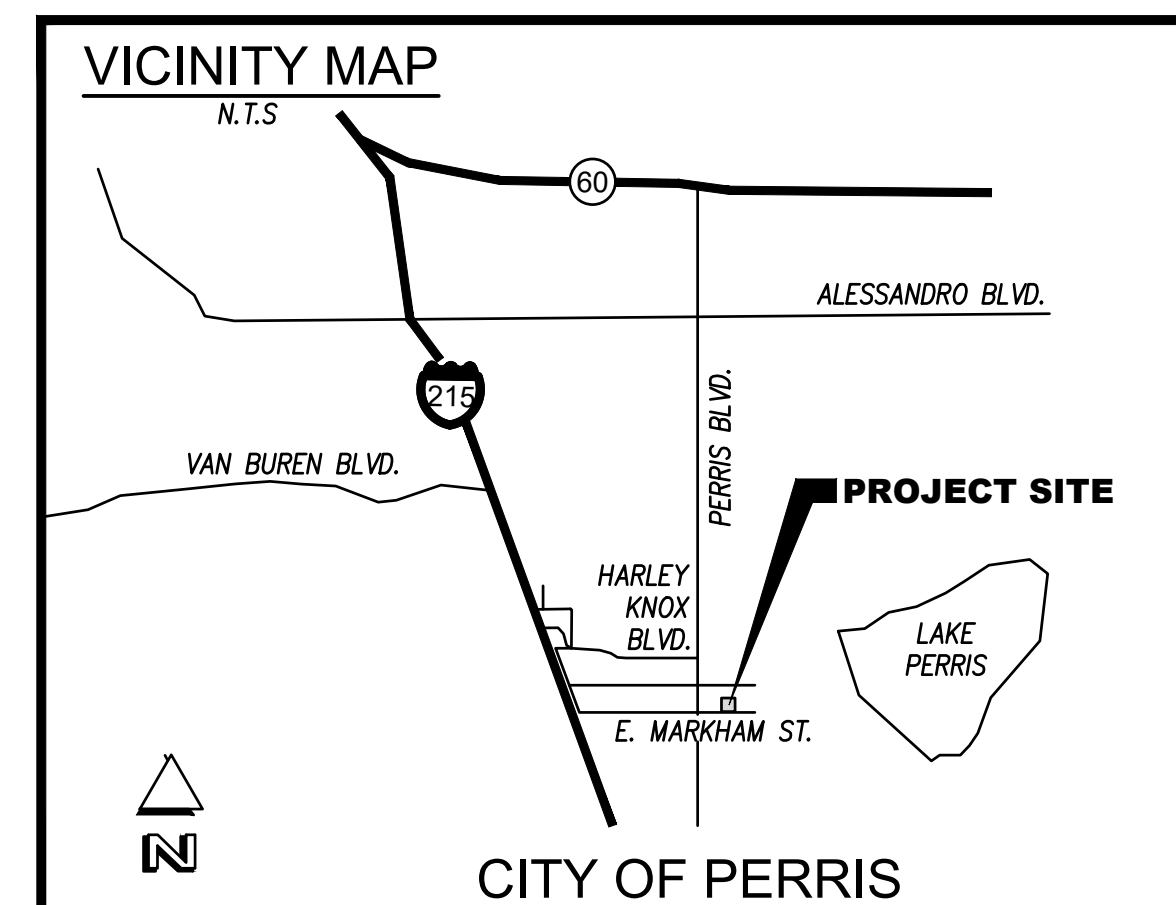 VICINITY MAP
N.T.S
60
ALESSANDRO BLVD.
215
PERRIS BLVD.
VAN BUREN BLVD.
PROJECT SITE
HARLEY
KNOX
BLVD.
LAKE
PERRIS
E. MARKHAM ST.
N
CITY OF PERRIS